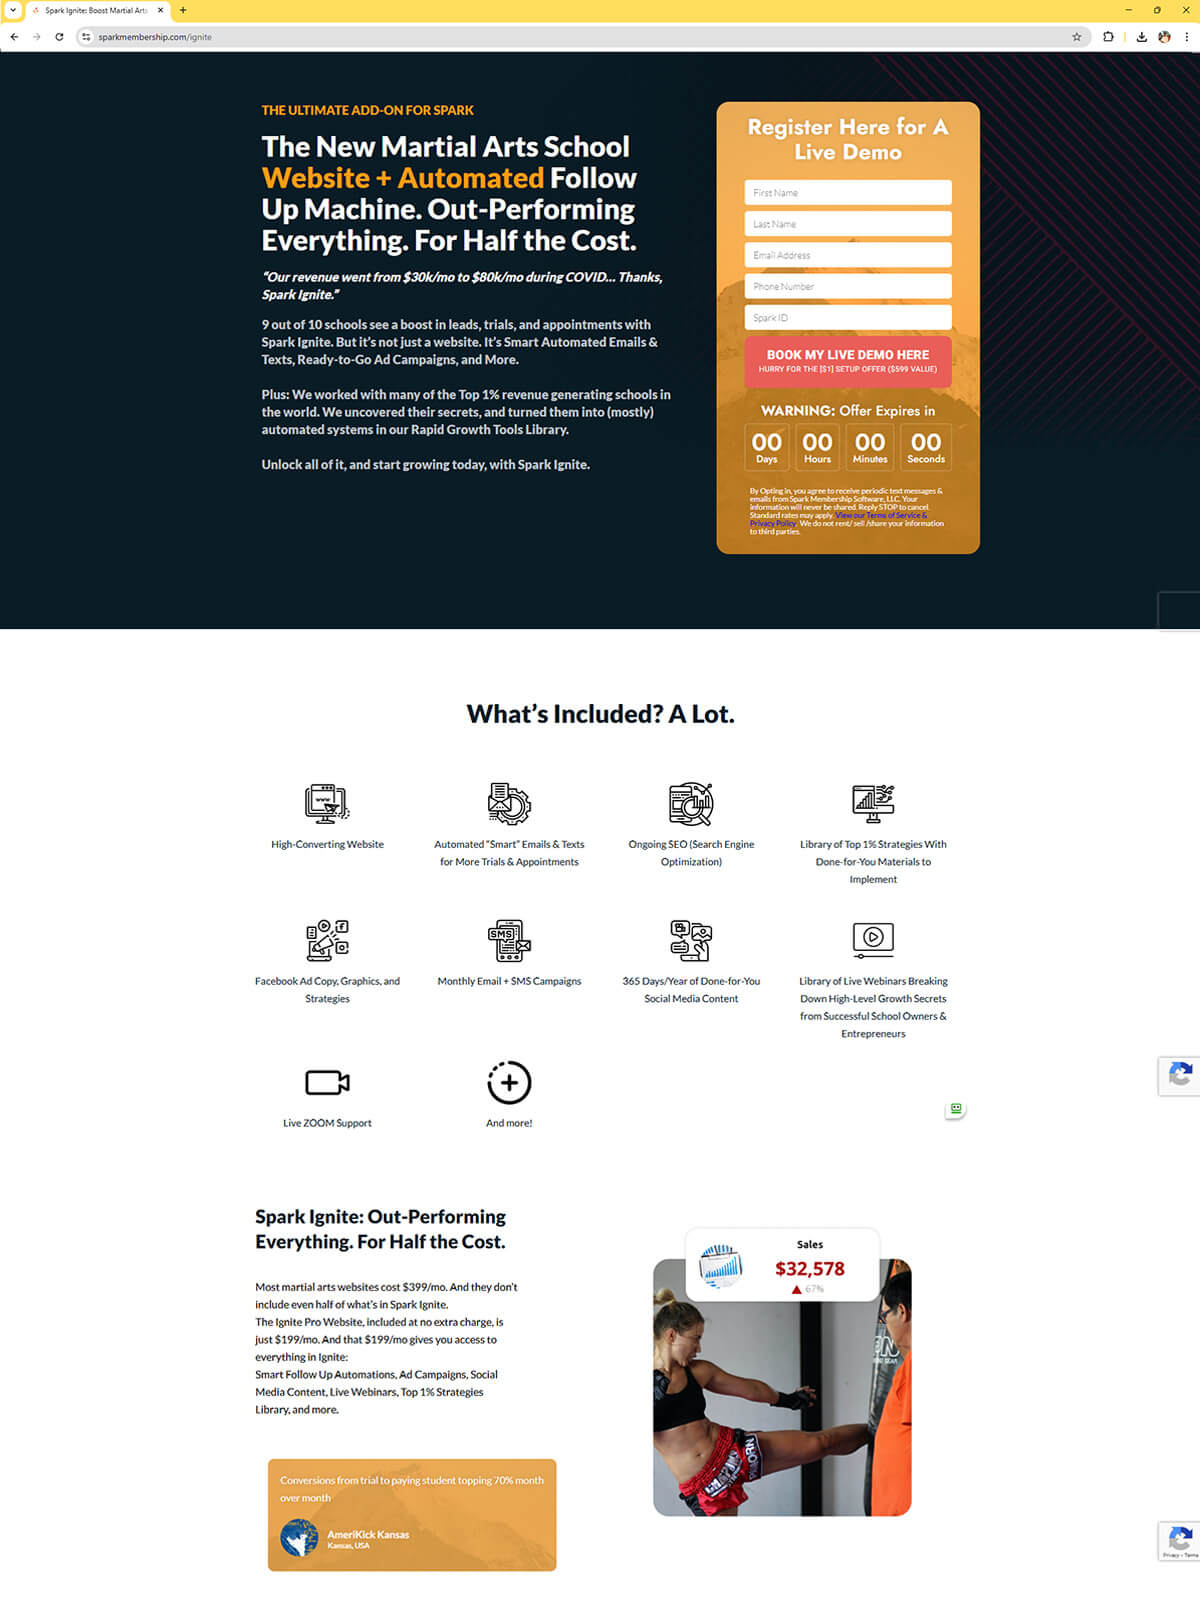 Spark Ignite: Boost Martial Arts
sparkmembership.com/ignite
THE ULTIMATE ADD-ON FOR SPARK
The New Martial Arts School
Website + Automated Follow
Up Machine. Out-Performing
Everything. For Half the Cost.
“Our revenue went from $30k/mo to $80k/mo during COVID... Thanks,
Spark Ignite.”
9 out of 10 schools see a boost in leads, trials, and appointments with
Spark Ignite. But it’s not just a website. It’s Smart Automated Emails &
Texts, Ready-to-Go Ad Campaigns, and More.
Plus: We worked with many of the Top 1% revenue generating schools in
the world. We uncovered their secrets, and turned them into (mostly)
automated systems in our Rapid Growth Tools Library.
Unlock all of it, and start growing today, with Spark Ignite.
Register Here for A
Live Demo
First Name
Last Name
Email Address
Phone Number
Spark ID
BOOK MY LIVE DEMO HERE
HURRY FOR THE [$1] SETUP OFFER ($599 VALUE)
WARNING: Offer Expires in
00 00 00 00
Days Hours Minutes Seconds
By Opting in, you agree to receive periodic text messages &
emails from Spark Membership Software, LLC. Your
information will never be shared. Reply STOP to cancel.
Standard rates may apply. View our Terms of Service &
Privacy Policy. We do not rent/ sell /share your information
to third parties.
What’s Included? A Lot.
High-Converting Website
Automated “Smart” Emails & Texts
for More Trials & Appointments
Ongoing SEO (Search Engine
Optimization)
Library of Top 1% Strategies With
Done-for-You Materials to
Implement
SMS
Facebook Ad Copy, Graphics, and
Strategies
Monthly Email + SMS Campaigns
365 Days/Year of Done-for-You
Social Media Content
Library of Live Webinars Breaking
Down High-Level Growth Secrets
from Successful School Owners &
Entrepreneurs
Live ZOOM Support
And more!
Spark Ignite: Out-Performing
Everything. For Half the Cost.
Most martial arts websites cost $399/mo. And they don’t
include even half of what’s in Spark Ignite.
The Ignite Pro Website, included at no extra charge, is
just $199/mo. And that $199/mo gives you access to
everything in Ignite:
Smart Follow Up Automations, Ad Campaigns, Social
Media Content, Live Webinars, Top 1% Strategies
Library, and more.
Sales
$32,578
67%
Conversions from trial to paying student topping 70% month
over month
AmeriKick Kansas
Kansas, USA
Privacy - Terms